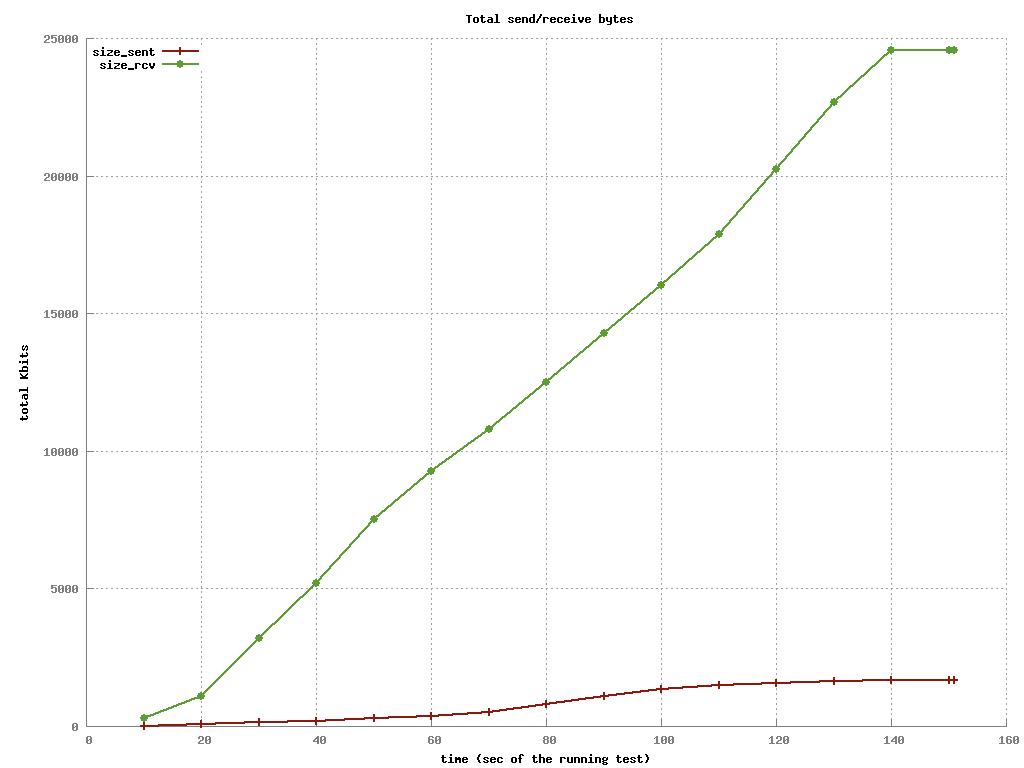 Total send/receive bytes
size_sent
size_rcv
25000
20000
15000
10000
5000
0
total Kbits
0 20 40 60 80 100 120 140 160
time (sec of the running test)